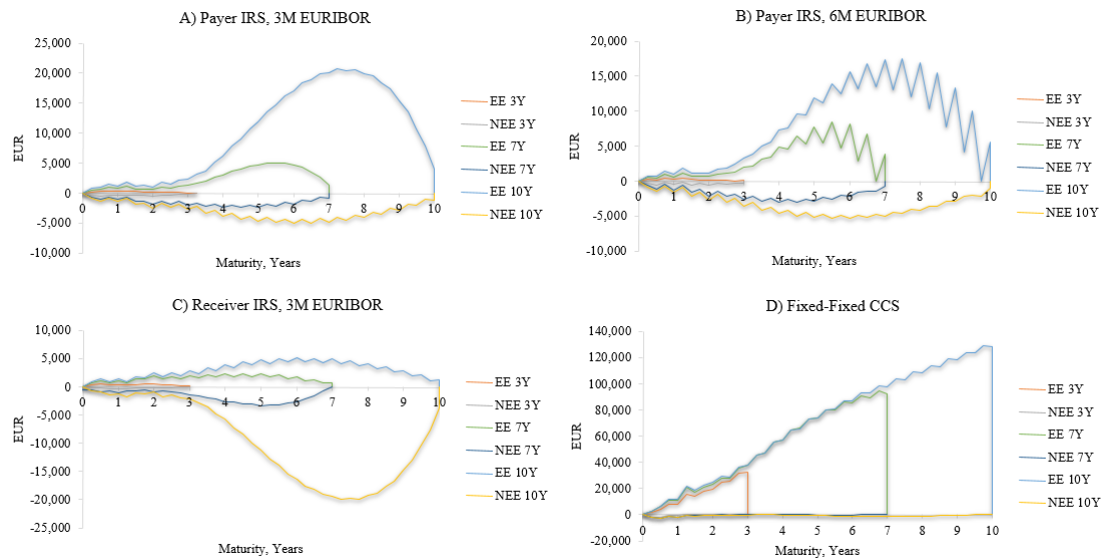 A) Payer IRS, 3M EURIBOR
25,000
20,000
15,000
10,000
5,000
0
-5,000
-10,000
EUR
0 1 2 3 4 5 6 7 8 9 10
Maturity, Years
EE 3Y
NEE 3Y
EE 7Y
NEE 7Y
EE 10Y
NEE 10Y
B) Payer IRS, 6M EURIBOR
20,000
15,000
10,000
5,000
0
-5,000
-10,000
EUR
0 1 2 3 4 5 6 7 8 9 10
Maturity, Years
EE 3Y
NEE 3Y
EE 7Y
NEE 7Y
EE 10Y
NEE 10Y
C) Receiver IRS, 3M EURIBOR
10,000
5,000
0
-5,000
-10,000
-15,000
-20,000
-25,000
EUR
0 1 2 3 4 5 6 7 8 9 10
Maturity, Years
EE 3Y
NEE 3Y
EE 7Y
NEE 7Y
EE 10Y
NEE 10Y
D) Fixed-Fixed CCS
140,000
120,000
100,000
80,000
60,000
40,000
20,000
0
-20,000
EUR
0 1 2 3 4 5 6 7 8 9 10
Maturity, Years
EE 3Y
NEE 3Y
EE 7Y
NEE 7Y
EE 10Y
NEE 10Y